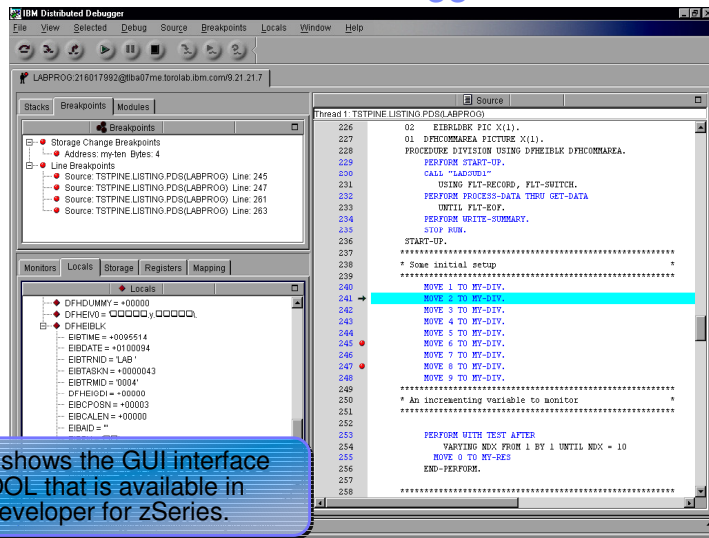 IBM Distributed Debugger
File View Selected Debug Source Breakpoints Locals Window Help
LABPROG:216017992@tlba07me.torolab.ibm.com/9.21.21.7
Stacks Breakpoints Modules
Breakpoints
Storage Change Breakpoints
Address: my-ten Bytes: 4
Line Breakpoints
Source: TSTPINE.LISTING.PDS(LABPROG) Line: 245
Source: TSTPINE.LISTING.PDS(LABPROG) Line: 247
Source: TSTPINE.LISTING.PDS(LABPROG) Line: 261
Source: TSTPINE.LISTING.PDS(LABPROG) Line: 263
Monitors Locals Storage Registers Mapping
Locals
DFHDUMMY = +00000
DFHEIV0 =
DFHEIBLK
EIBTIME = +0095514
EIBDATE = +0100094
EIBTRNID = 'LAB '
EIBTASKN = +0000043
EIBTRMID = '0004'
DFHEIGDI = +00000
EIBCPOSN = +00003
EIBCALEN = +00000
EIBAID = "
shows the GUI interface
OOL that is available in
eveloper for zSeries.
Source
Thread 1: TSTPINE.LISTING.PDS(LABPROG)
226 02 EIBRLDBK PIC X(1).
227 01 DFHCOMMAREA PICTURE X(1).
228 PROCEDURE DIVISION USING DFHEIBLK DFHCOMMAREA.
229 PERFORM START-UP.
230 CALL "LABSUD1"
231 USING FLT-RECORD, FLT-SWITCH.
232 PERFORM PROCESS-DATA THRU GET-DATA
233 UNTIL FLT-EOF.
234 PERFORM WRITE-SUMMARY.
235 STOP RUN.
236 START-UP.
237 **********************************************
238 * Some initial setup *
239 **********************************************
240 MOVE 1 TO MY-DIV.
241 MOVE 2 TO MY-DIV.
242 MOVE 3 TO MY-DIV.
243 MOVE 4 TO MY-DIV.
244 MOVE 5 TO MY-DIV.
245 MOVE 6 TO MY-DIV.
246 MOVE 7 TO MY-DIV.
247 MOVE 8 TO MY-DIV.
248 MOVE 9 TO MY-DIV.
249 **********************************************
250 * An incrementing variable to monitor *
251 **********************************************
252
253 PERFORM WITH TEST AFTER
254 VARYING NDX FROM 1 BY 1 UNTIL NDX = 10
255 MOVE 0 TO MY-RES
256 END-PERFORM.
257
258 **********************************************